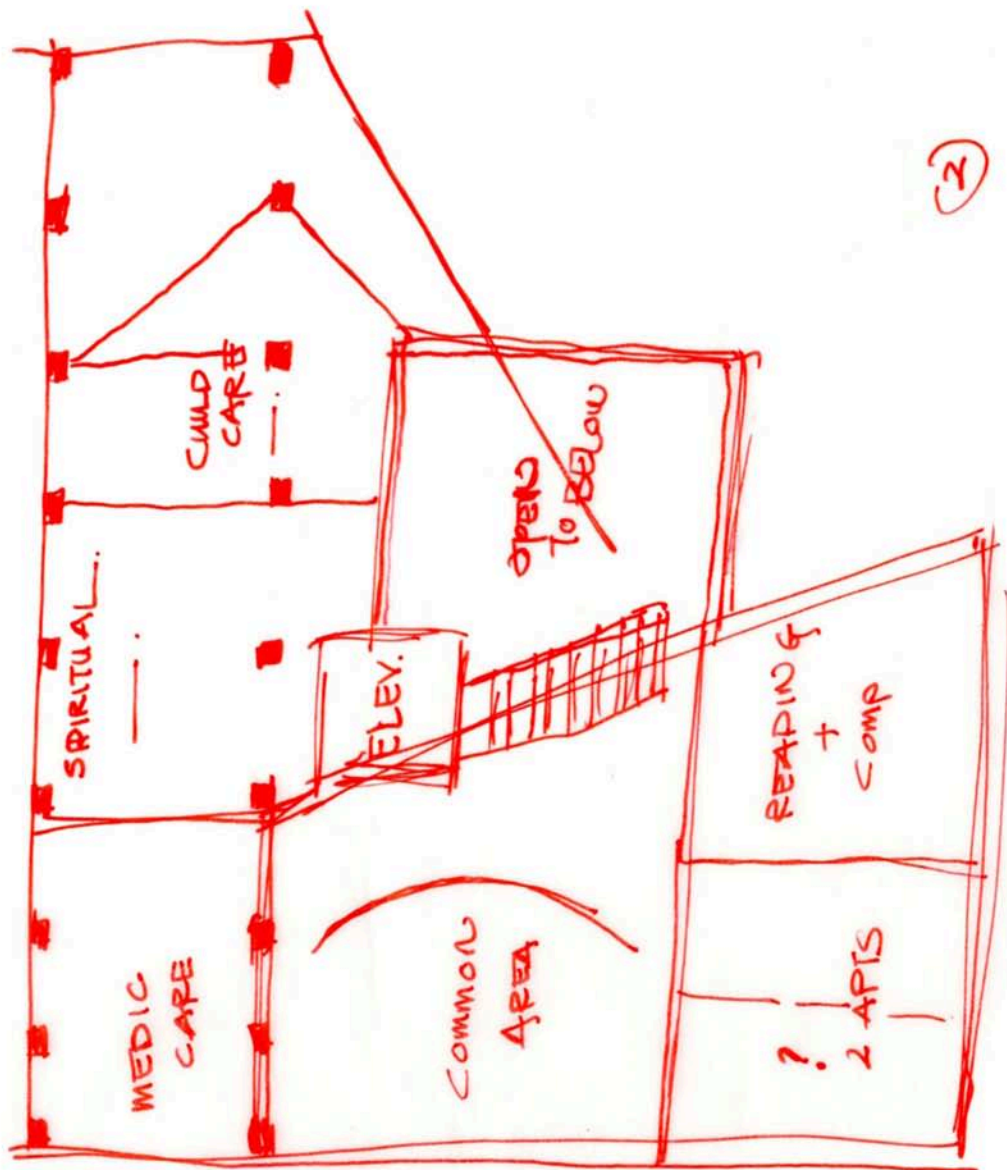 SPIRITUAL.
CHILD
CARE
MEDIC
CARE
ELEV.
OPEN
TO BELOW
COMMON
AREA
READING
+
COMP
?
2 APTS
2